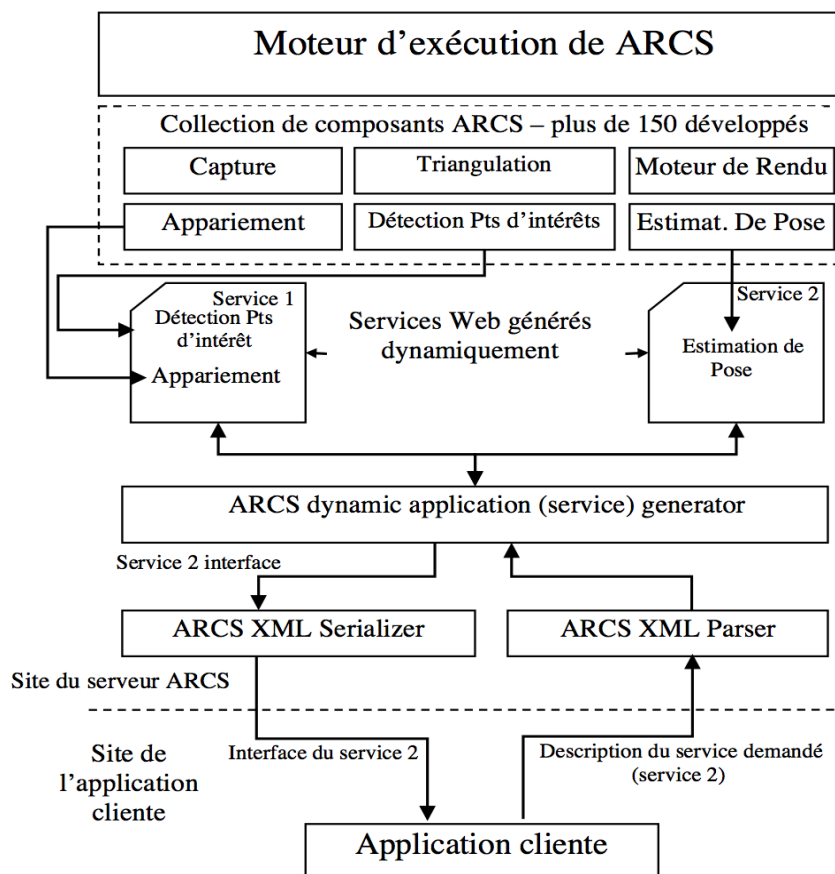 Moteur d'exécution de ARCS
Collection de composants ARCS – plus de 150 développés
Capture
Triangulation
Moteur de Rendu
Appariement
Détection Pts d'intérêts
Estimat. De Pose
Service 1
Détection Pts
d'intérêt
Appariement
Services Web générés
dynamiquement
Service 2
Estimation de
Pose
ARCS dynamic application (service) generator
Service 2 interface
ARCS XML Serializer
ARCS XML Parser
Site du serveur ARCS
Site de
l'application
cliente
Interface du service 2
Description du service demandé
(service 2)
Application cliente